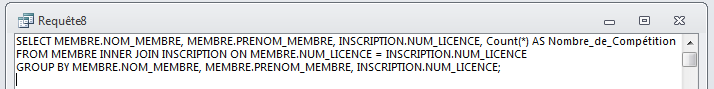 Requête8
SELECT MEMBRE.NOM_MEMBRE, MEMBRE.PRENOM_MEMBRE, INSCRIPTION.NUM_LICENCE, Count(*) AS Nombre_de_Compétition
FROM MEMBRE INNER JOIN INSCRIPTION ON MEMBRE.NUM_LICENCE = INSCRIPTION.NUM_LICENCE
GROUP BY MEMBRE.NOM_MEMBRE, MEMBRE.PRENOM_MEMBRE, INSCRIPTION.NUM_LICENCE;